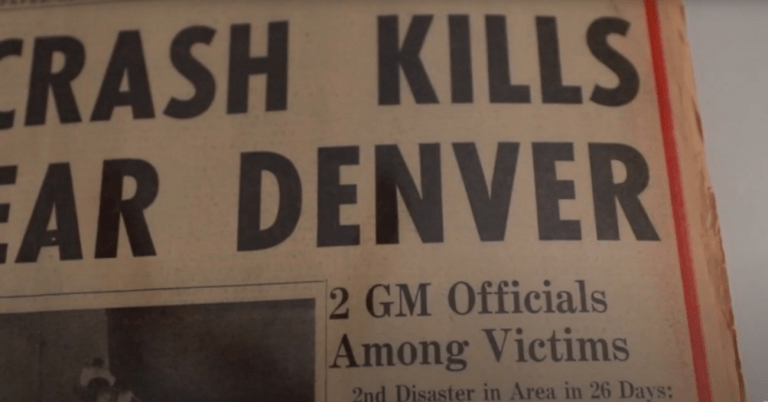 CRASH KILLS
EAR DENVER
2 GM Officials
Among Victims
2nd Disaster in Area in 26 Days: